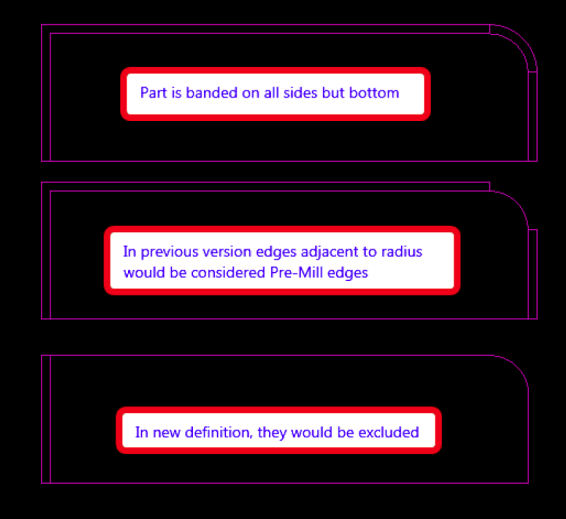 Part is banded on all sides but bottom
In previous version edges adjacent to radius
would be considered Pre-Mill edges
In new definition, they would be excluded